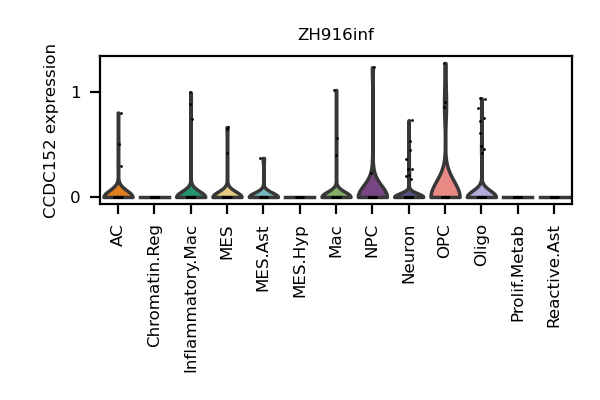 ZH916inf
CCDC152 expression
1
0
AC
Chromatin.Reg
Inflammatory.Mac
MES
MES.Ast
MES.Hyp
Mac
NPC
Neuron
OPC
Oligo
Prolif.Metab
Reactive.Ast